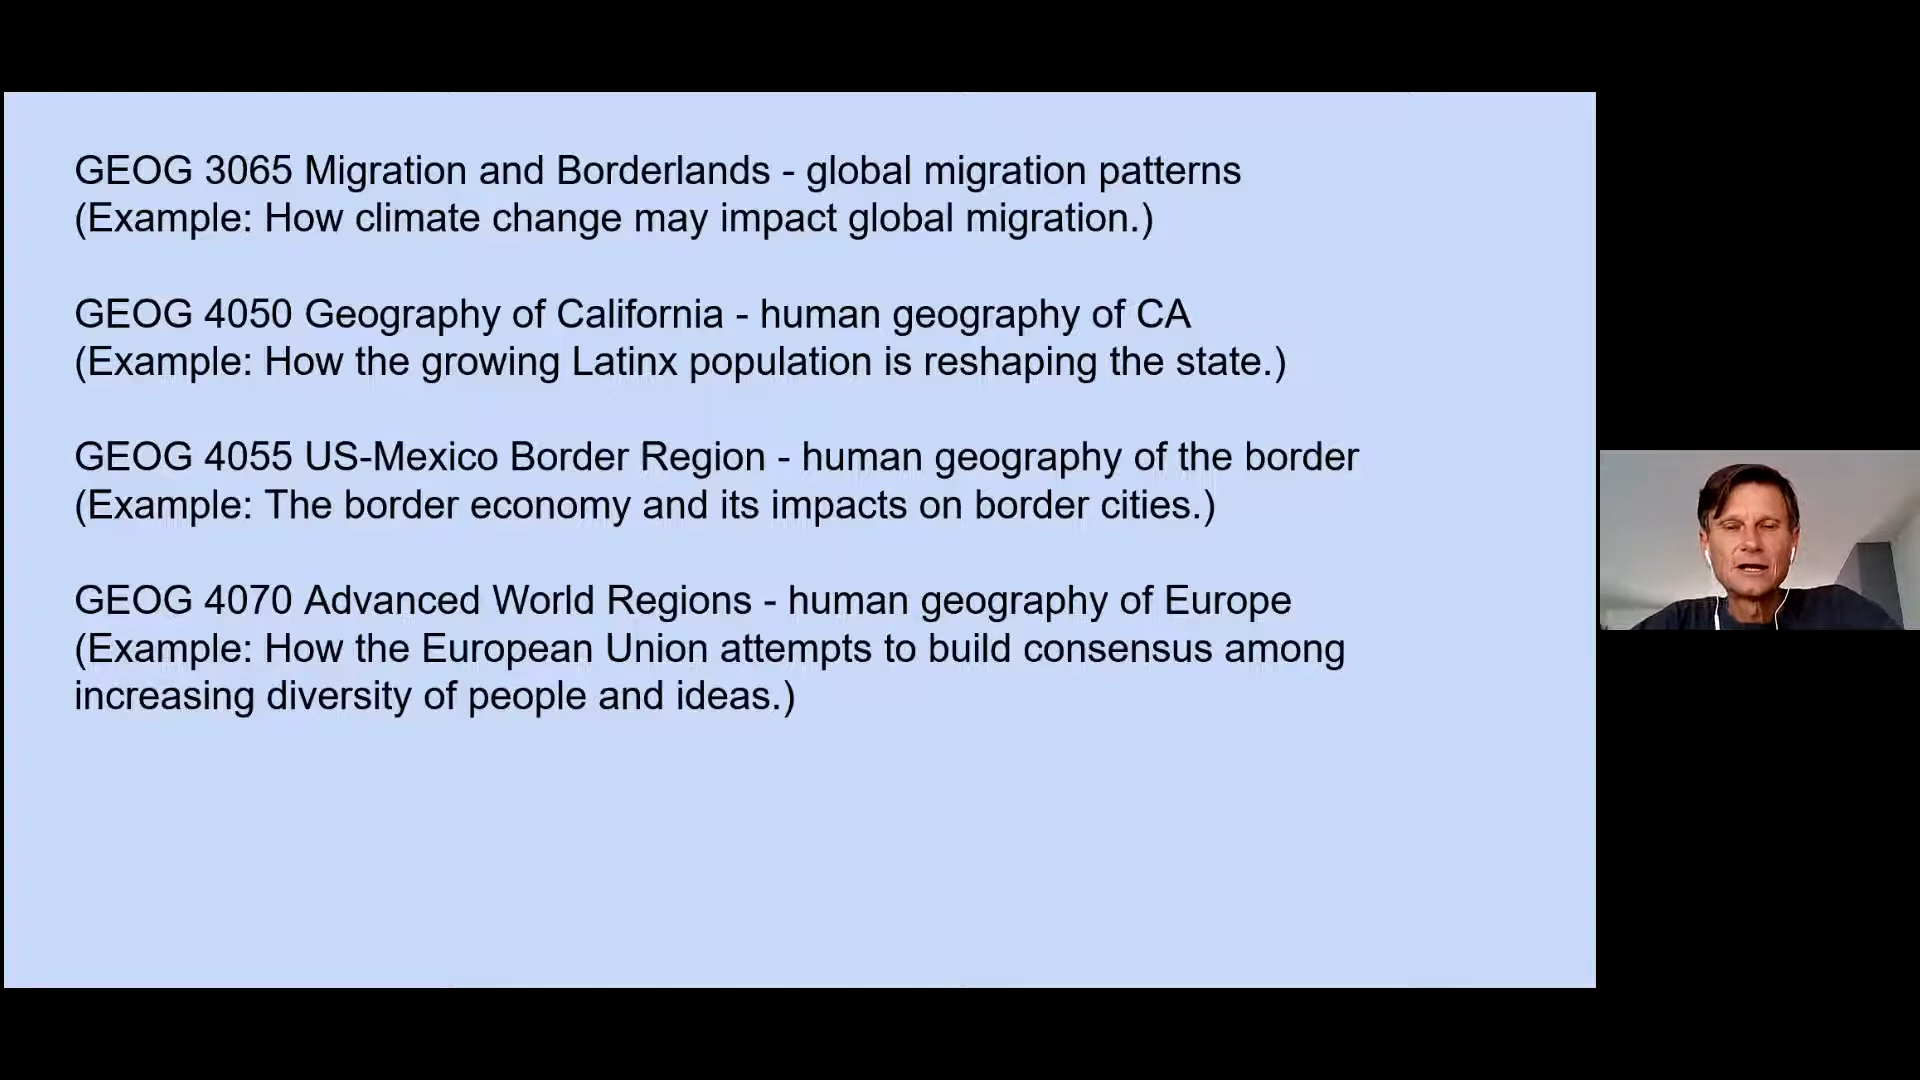 GEOG 3065 Migration and Borderlands - global migration patterns
(Example: How climate change may impact global migration.)
GEOG 4050 Geography of California - human geography of CA
(Example: How the growing Latinx population is reshaping the state.)
GEOG 4055 US-Mexico Border Region - human geography of the border
(Example: The border economy and its impacts on border cities.)
GEOG 4070 Advanced World Regions - human geography of Europe
(Example: How the European Union attempts to build consensus among
increasing diversity of people and ideas.)